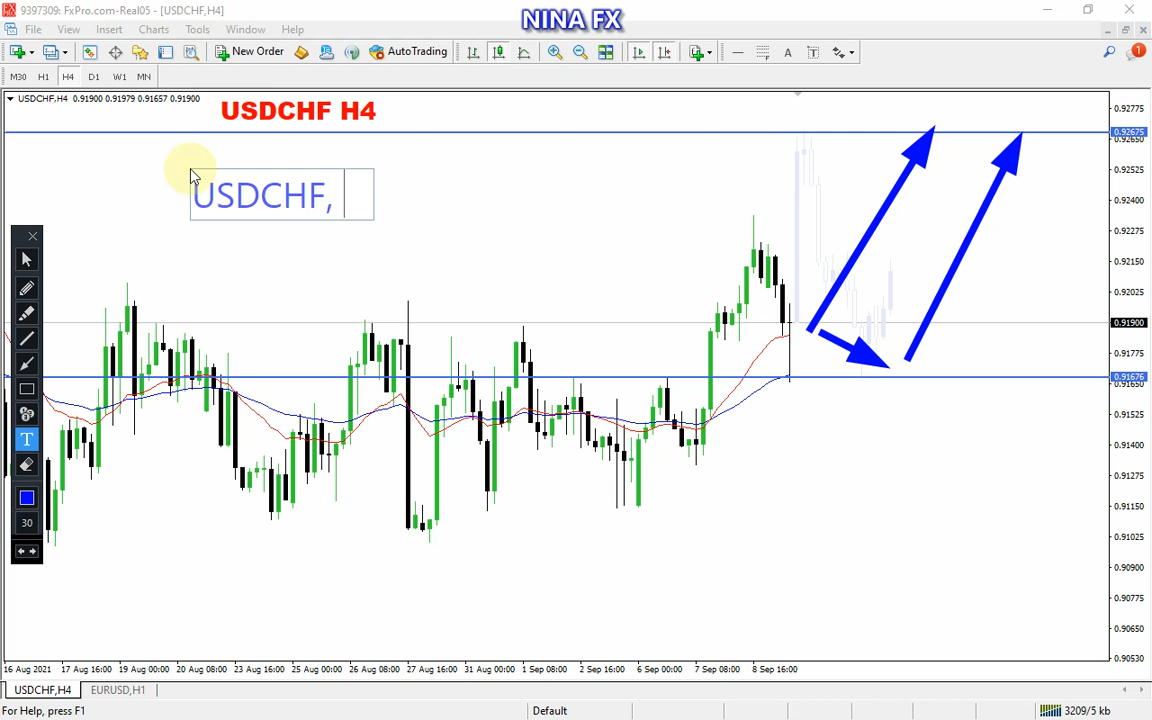 9397309: FxPro.com-Real05 - [USDCHF,H4]
NINA FX
File View Insert Charts Tools Window Help
New Order AutoTrading A T 1
M30 H1 H4 D1 W1 MN
USDCHF,H4 0.91900 0.91979 0.91657 0.91900
USDCHF H4
USDCHF,
T
30
0.92775
0.92675
0.92650
0.92525
0.92400
0.92275
0.92150
0.92025
0.91900
0.91775
0.91676
0.91650
0.91525
0.91400
0.91275
0.91150
0.91025
0.90900
0.90775
0.90650
0.90530
16 Aug 2021 17 Aug 16:00 19 Aug 00:00 20 Aug 08:00 23 Aug 16:00 25 Aug 00:00 26 Aug 08:00 27 Aug 16:00 31 Aug 00:00 1 Sep 08:00 2 Sep 16:00 6 Sep 00:00 7 Sep 08:00 8 Sep 16:00
USDCHF,H4 EURUSD,H1
For Help, press F1 Default 3209/5 kb